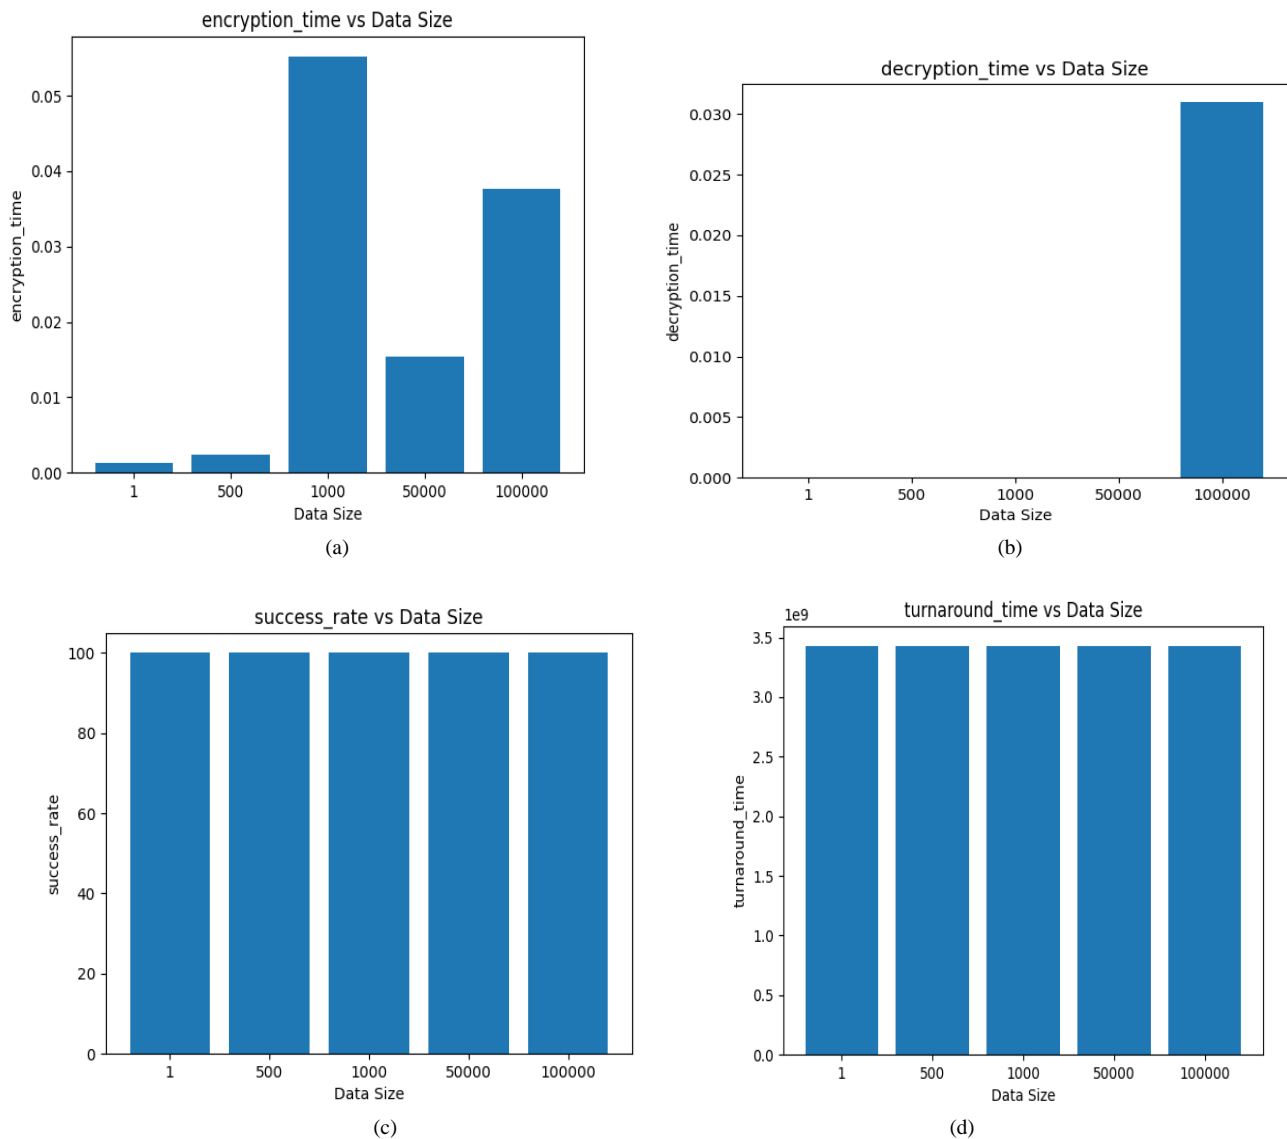 encryption_time vs Data Size
0.05
0.04
0.03
0.02
0.01
0.00
encryption_time
1 500 1000 50000 100000
Data Size
(a)
decryption_time vs Data Size
0.030
0.025
0.020
0.015
0.010
0.005
0.000
decryption_time
1 500 1000 50000 100000
Data Size
(b)
success_rate vs Data Size
100
80
60
40
20
0
success_rate
1 500 1000 50000 100000
Data Size
(c)
turnaround_time vs Data Size
1e9
3.5
3.0
2.5
2.0
1.5
1.0
0.5
0.0
turnaround_time
1 500 1000 50000 100000
Data Size
(d)